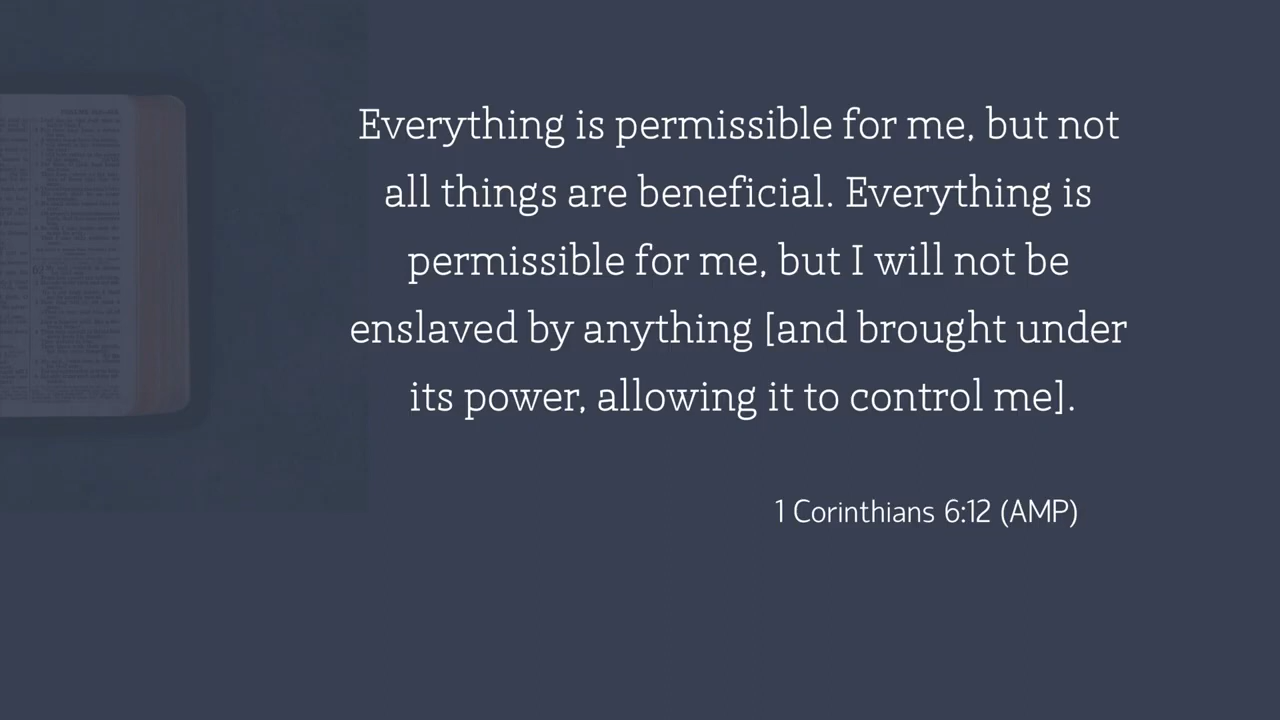 Everything is permissible for me, but not
all things are beneficial. Everything is
permissible for me, but I will not be
enslaved by anything [and brought under
its power, allowing it to control me].
1 Corinthians 6:12 (AMP)